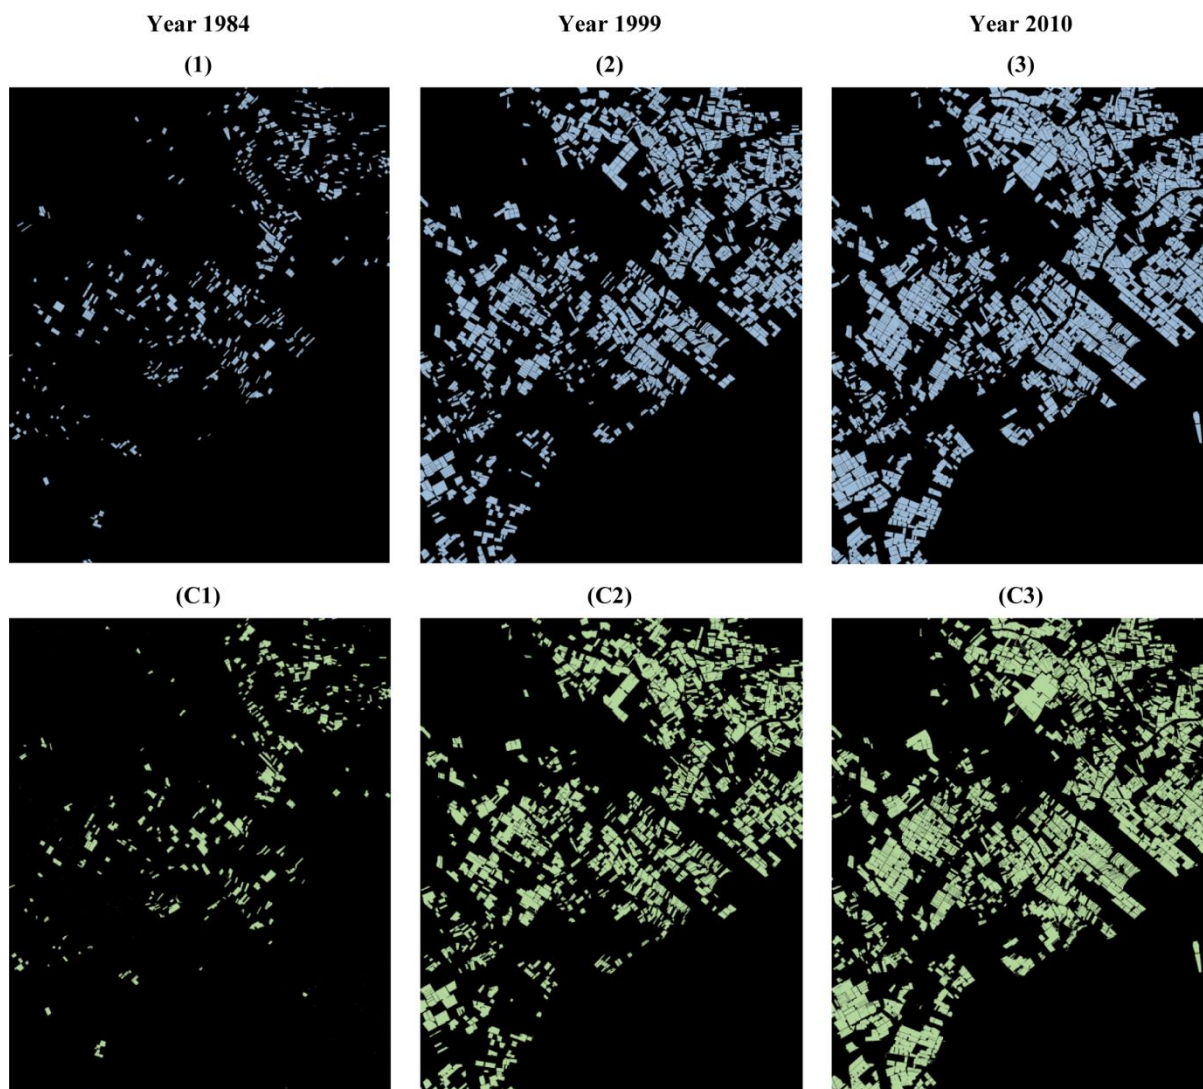 Year 1984 Year 1999 Year 2010
(1) (2) (3)
(C1) (C2) (C3)